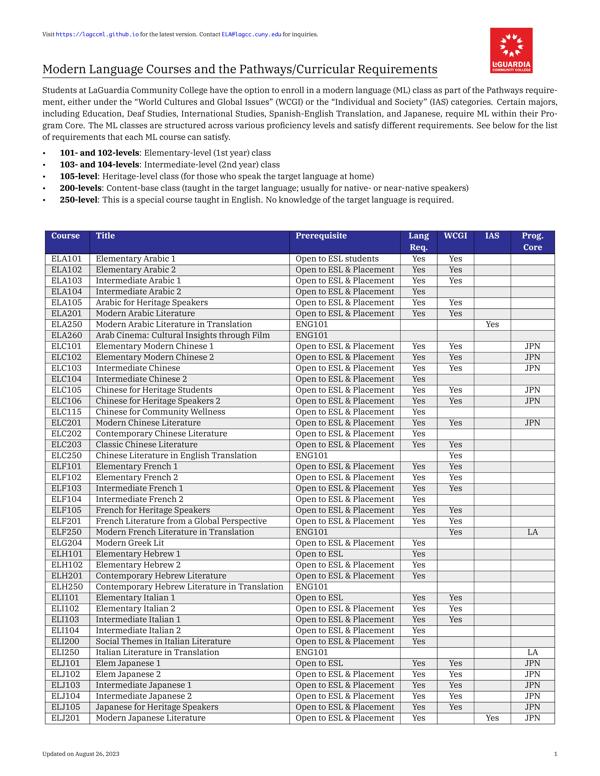 Visit https://lagccml.github.io for the latest version. Contact ELA@lagcc.cuny.edu for inquiries.
LaGUARDIA
COMMUNITY COLLEGE
Modern Language Courses and the Pathways/Curricular Requirements
Students at LaGuardia Community College have the option to enroll in a modern language (ML) class as part of the Pathways require-
ment, either under the “World Cultures and Global Issues” (WCGI) or the “Individual and Society” (IAS) categories. Certain majors,
including Education, Deaf Studies, International Studies, Spanish-English Translation, and Japanese, require ML within their Pro-
gram Core. The ML classes are structured across various proficiency levels and satisfy different requirements. See below for the list
of requirements that each ML course can satisfy.
• 101- and 102-levels: Elementary-level (1st year) class
• 103- and 104-levels: Intermediate-level (2nd year) class
• 105-level: Heritage-level class (for those who speak the target language at home)
• 200-levels: Content-base class (taught in the target language; usually for native- or near-native speakers)
• 250-level: This is a special course taught in English. No knowledge of the target language is required.
Course Title Prerequisite Lang Req. WCGI IAS Prog. Core
ELA101 Elementary Arabic 1 Open to ESL students Yes Yes
ELA102 Elementary Arabic 2 Open to ESL & Placement Yes Yes
ELA103 Intermediate Arabic 1 Open to ESL & Placement Yes Yes
ELA104 Intermediate Arabic 2 Open to ESL & Placement Yes
ELA105 Arabic for Heritage Speakers Open to ESL & Placement Yes Yes
ELA201 Modern Arabic Literature Open to ESL & Placement Yes Yes
ELA250 Modern Arabic Literature in Translation ENG101 Yes
ELA260 Arab Cinema: Cultural Insights through Film ENG101
ELC101 Elementary Modern Chinese 1 Open to ESL & Placement Yes Yes JPN
ELC102 Elementary Modern Chinese 2 Open to ESL & Placement Yes Yes JPN
ELC103 Intermediate Chinese Open to ESL & Placement Yes Yes JPN
ELC104 Intermediate Chinese 2 Open to ESL & Placement Yes
ELC105 Chinese for Heritage Students Open to ESL & Placement Yes Yes JPN
ELC106 Chinese for Heritage Speakers 2 Open to ESL & Placement Yes Yes JPN
ELC115 Chinese for Community Wellness Open to ESL & Placement Yes
ELC201 Modern Chinese Literature Open to ESL & Placement Yes Yes JPN
ELC202 Contemporary Chinese Literature Open to ESL & Placement Yes
ELC203 Classic Chinese Literature Open to ESL & Placement Yes Yes
ELC250 Chinese Literature in English Translation ENG101 Yes
ELF101 Elementary French 1 Open to ESL & Placement Yes Yes
ELF102 Elementary French 2 Open to ESL & Placement Yes Yes
ELF103 Intermediate French 1 Open to ESL & Placement Yes Yes
ELF104 Intermediate French 2 Open to ESL & Placement Yes
ELF105 French for Heritage Speakers Open to ESL & Placement Yes Yes
ELF201 French Literature from a Global Perspective Open to ESL & Placement Yes Yes
ELF250 Modern French Literature in Translation ENG101 Yes LA
ELG204 Modern Greek Lit Open to ESL & Placement Yes
ELH101 Elementary Hebrew 1 Open to ESL Yes
ELH102 Elementary Hebrew 2 Open to ESL & Placement Yes
ELH201 Contemporary Hebrew Literature Open to ESL & Placement Yes
ELH250 Contemporary Hebrew Literature in Translation ENG101
ELI101 Elementary Italian 1 Open to ESL Yes Yes
ELI102 Elementary Italian 2 Open to ESL & Placement Yes Yes
ELI103 Intermediate Italian 1 Open to ESL & Placement Yes Yes
ELI104 Intermediate Italian 2 Open to ESL & Placement Yes
ELI200 Social Themes in Italian Literature Open to ESL & Placement Yes
ELI250 Italian Literature in Translation ENG101 LA
ELJ101 Elem Japanese 1 Open to ESL Yes Yes JPN
ELJ102 Elem Japanese 2 Open to ESL & Placement Yes Yes JPN
ELJ103 Intermediate Japanese 1 Open to ESL & Placement Yes Yes JPN
ELJ104 Intermediate Japanese 2 Open to ESL & Placement Yes Yes JPN
ELJ105 Japanese for Heritage Speakers Open to ESL & Placement Yes Yes JPN
ELJ201 Modern Japanese Literature Open to ESL & Placement Yes Yes JPN
Updated on August 26, 2023 1